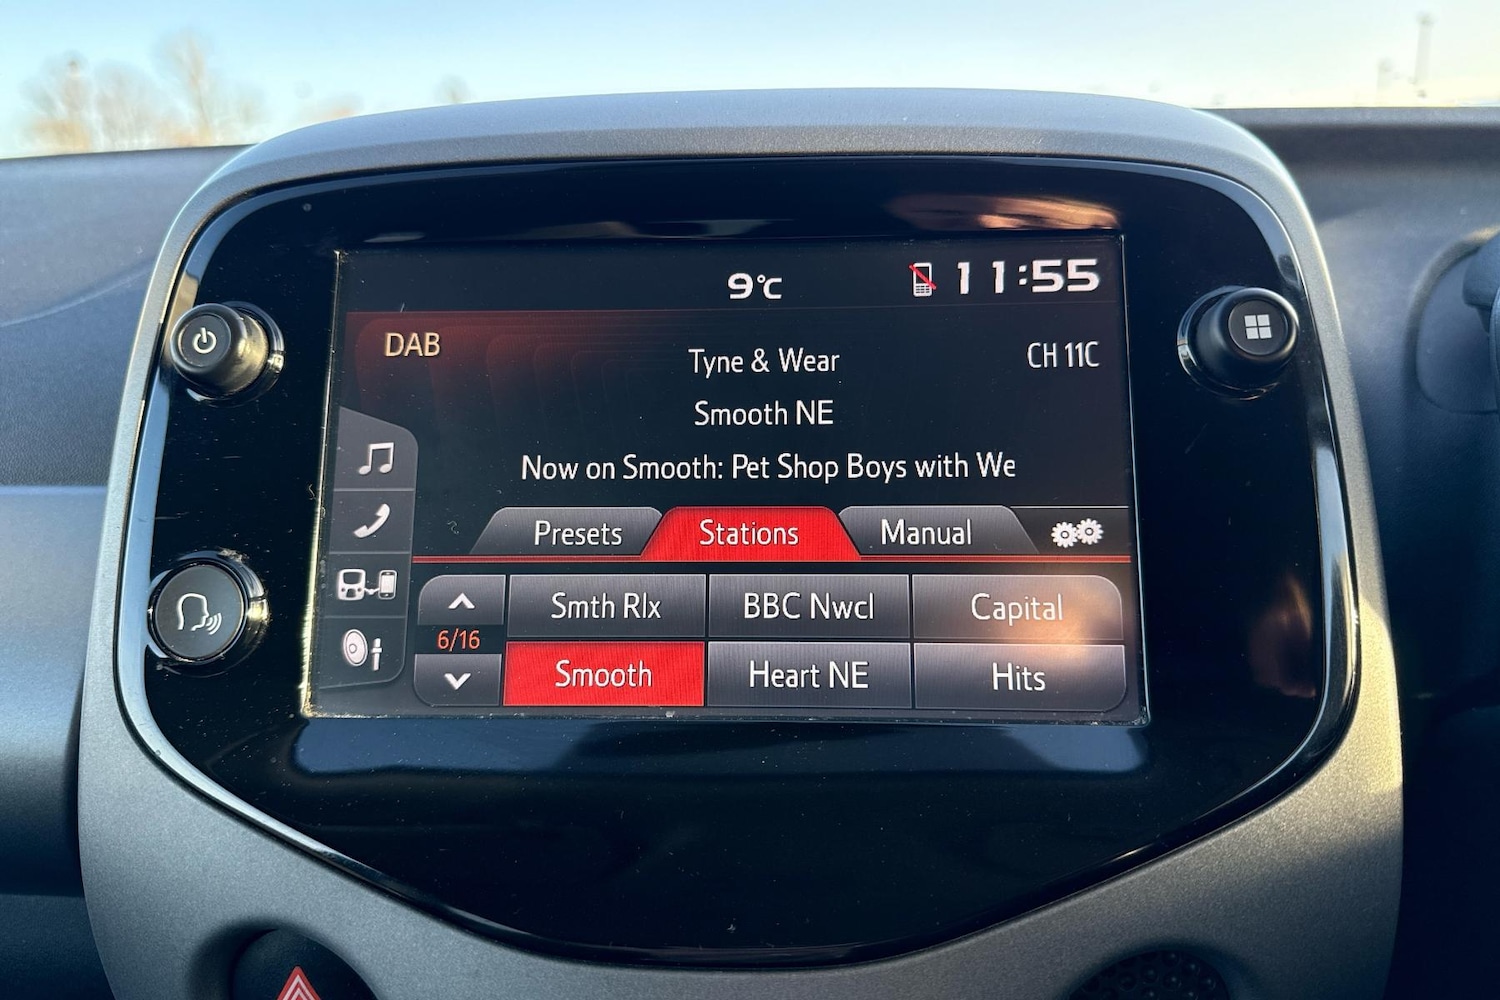 9°C 11:55
DAB Tyne & Wear CH 11C
Smooth NE
Now on Smooth: Pet Shop Boys with We
Presets Stations Manual
Smth Rlx BBC Nwcl Capital
6/16
Smooth Heart NE Hits